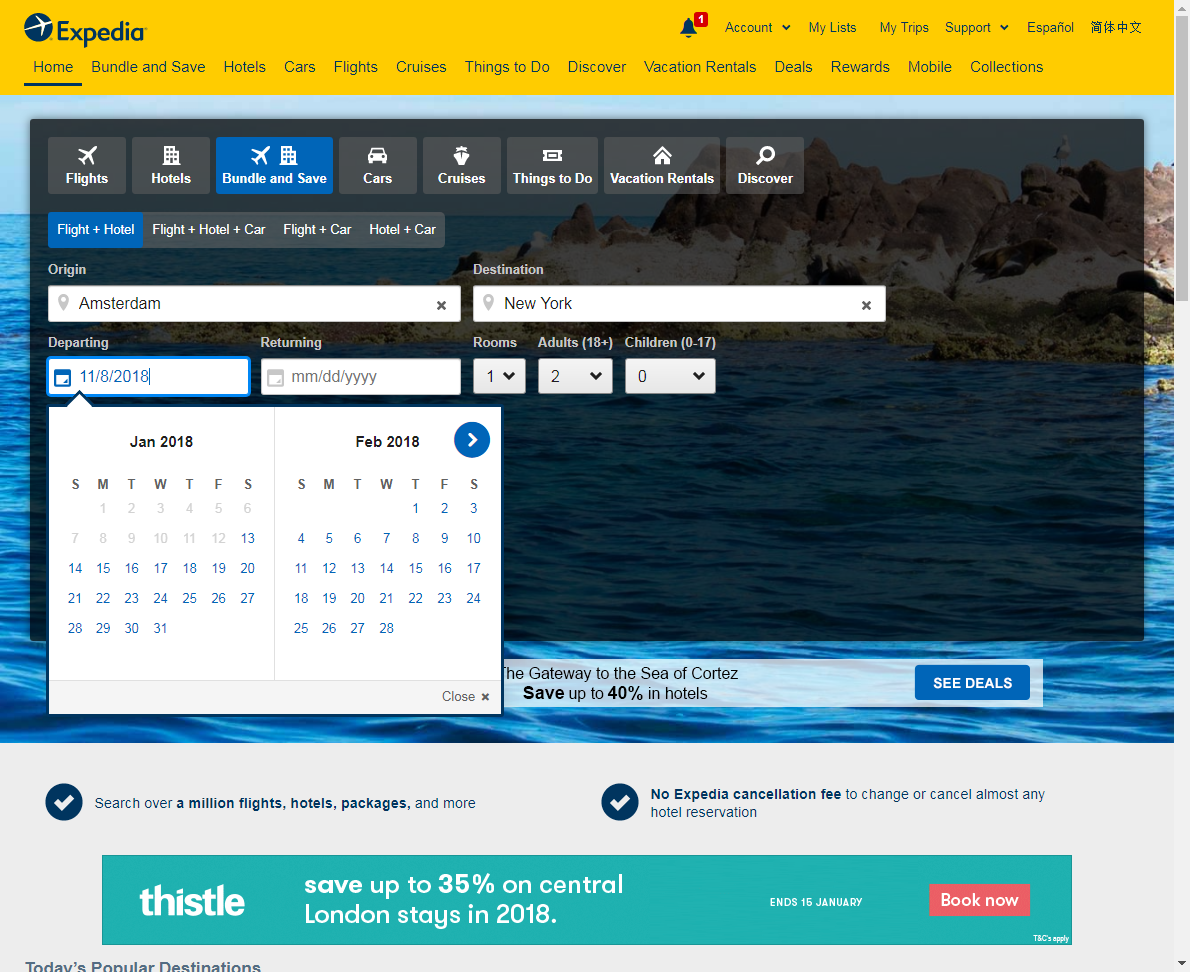 Expedia
1
Account
My Lists
My Trips
Support
Español
简体中文
Home
Bundle and Save
Hotels
Cars
Flights
Cruises
Things to Do
Discover
Vacation Rentals
Deals
Rewards
Mobile
Collections
Flights
Hotels
Bundle and Save
Cars
Cruises
Things to Do
Vacation Rentals
Discover
Flight + Hotel
Flight + Hotel + Car
Flight + Car
Hotel + Car
Origin
Destination
Amsterdam
New York
Departing
Returning
Rooms
Adults (18+)
Children (0-17)
11/8/2018
mm/dd/yyyy
1
2
0
Jan 2018
S M T W T F S
1 2 3 4 5 6
7 8 9 10 11 12 13
14 15 16 17 18 19 20
21 22 23 24 25 26 27
28 29 30 31
Feb 2018
S M T W T F S
1 2 3
4 5 6 7 8 9 10
11 12 13 14 15 16 17
18 19 20 21 22 23 24
25 26 27 28
Close
The Gateway to the Sea of Cortez
Save up to 40% in hotels
SEE DEALS
Search over a million flights, hotels, packages, and more
No Expedia cancellation fee to change or cancel almost any
hotel reservation
thistle
save up to 35% on central
London stays in 2018.
ENDS 15 JANUARY
Book now
T&C's apply
Today's Popular Destinations